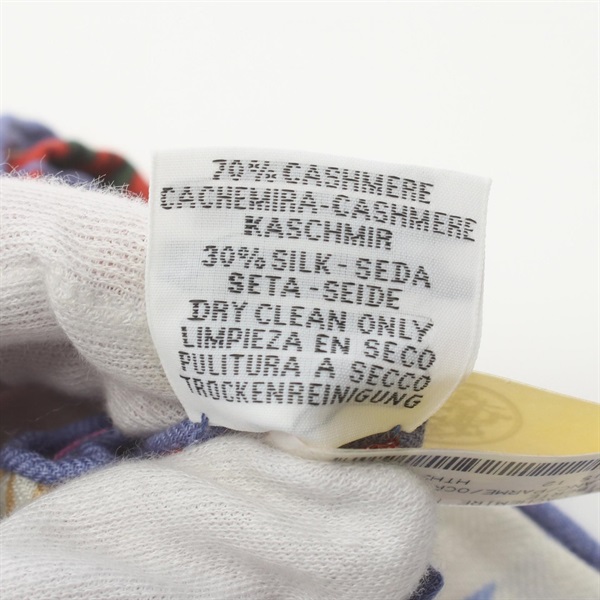 70% CASHMERE
CACHEMIRA-CASHMERE
KASCHMIR
30% SILK - SEDA
SETA - SEIDE
DRY CLEAN ONLY
LIMPIEZA EN SECO
PULITURA A SECCO
TROCKENREINIGUNG